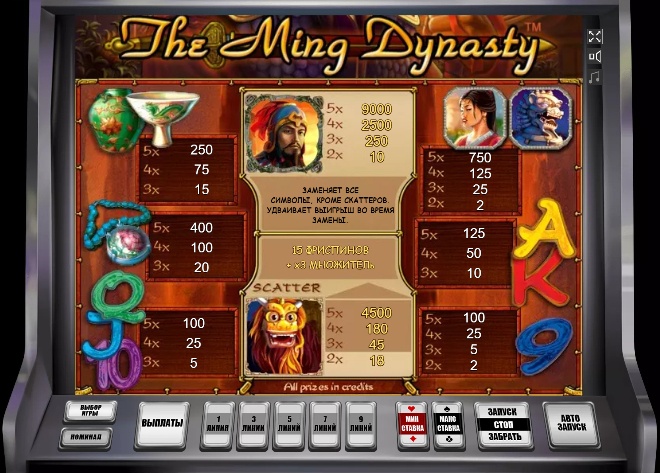 The Ming Dynasty™
5x 9000
4x 2500
3x 250
2x 10
5x 250
4x 75
3x 15
5x 750
4x 125
3x 25
2x 2
ЗАМЕНЯЕТ ВСЕ
СИМВОЛЫ, КРОМЕ СКАТТЕРОВ.
УДВАИВАЕТ ВЫИГРЫШ ВО ВРЕМЯ
ЗАМЕНЫ.
5x 400
4x 100
3x 20
15 ФРИСПИНОВ
+ x3 МНОЖИТЕЛЬ
A
K
5x 125
4x 50
3x 10
Q
J
10
5x 100
4x 25
3x 5
SCATTER
5x 4500
4x 180
3x 45
2x 18
5x 100
4x 25
3x 5
2x 2
9
All prizes in credits
ВЫБОР
ИГРЫ
НОМИНАЛ
ВЫПЛАТЫ
1
ЛИНИЯ
3
ЛИНИИ
5
ЛИНИЙ
7
ЛИНИЙ
9
ЛИНИЙ
МИН
СТАВКА
МАКС
СТАВКА
ЗАПУСК
СТОП
ЗАБРАТЬ
АВТО
ЗАПУСК